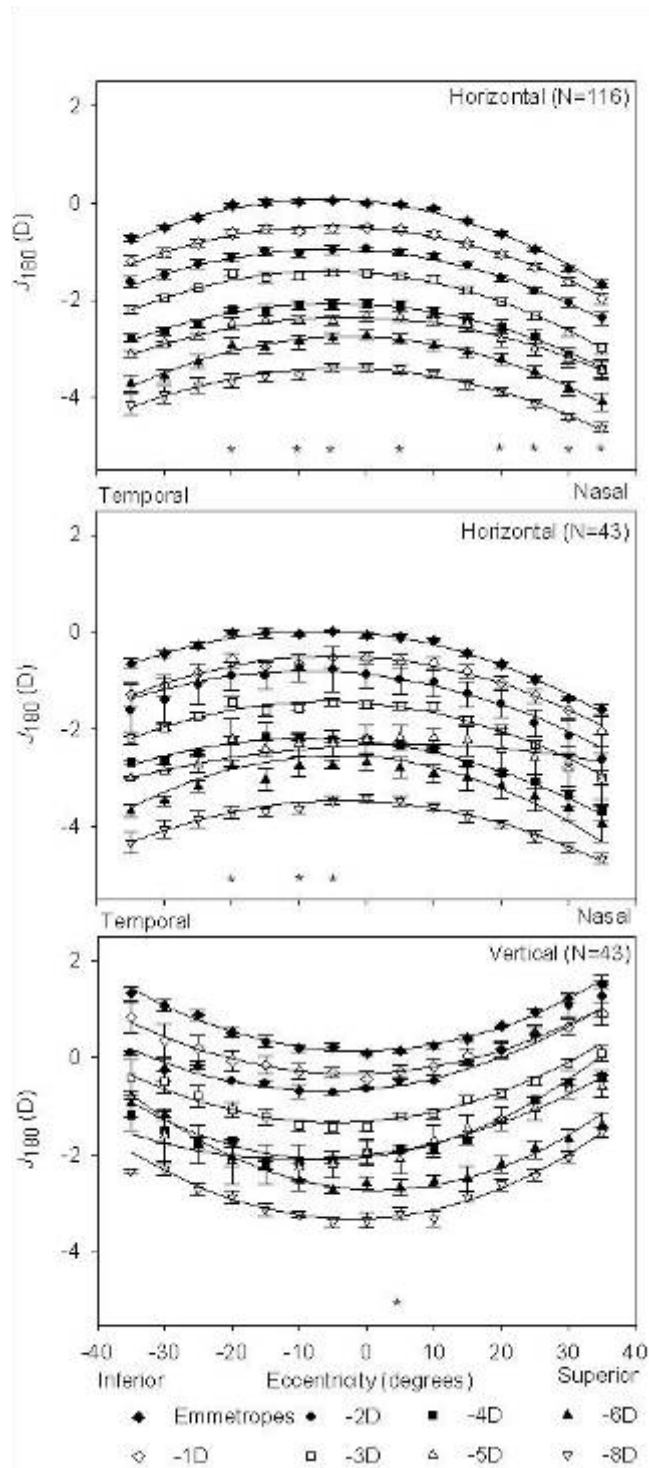 Horizontal (N=116)
2
0
-2
-4
J180 (D)
* * * * * * * *
Temporal Nasal
Horizontal (N=43)
2
0
-2
-4
J180 (D)
* * *
Temporal Nasal
Vertical (N=43)
2
0
-2
-4
J180 (D)
*
-40 -30 -20 -10 0 10 20 30 40
Inferior Eccentricity (degrees) Superior
Emmetropes -2D -4D -6D
-1D -3D -5D -8D